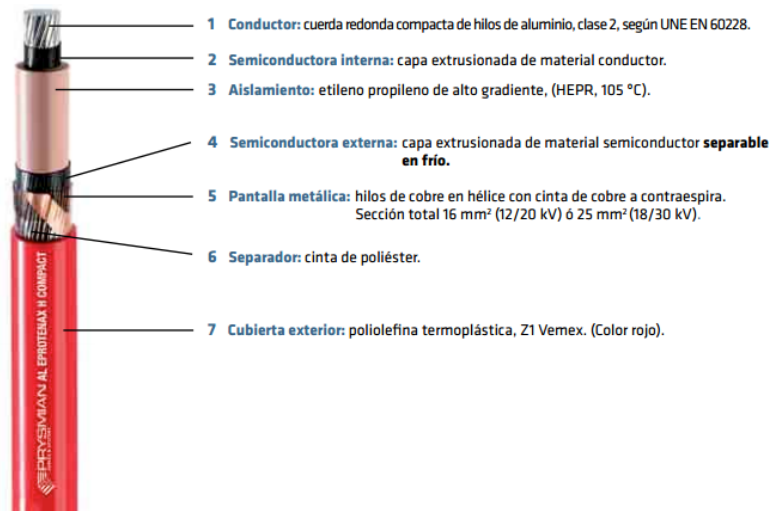 1 Conductor: cuerda redonda compacta de hilos de aluminio, clase 2, según UNE EN 60228.
2 Semiconductora interna: capa extrusionada de material conductor.
3 Aislamiento: etileno propileno de alto gradiente, (HEPR, 105 °C).
4 Semiconductora externa: capa extrusionada de material semiconductor separable
en frío.
5 Pantalla metálica: hilos de cobre en hélice con cinta de cobre a contraespira.
Sección total 16 mm² (12/20 kV) ó 25 mm² (18/30 kV).
6 Separador: cinta de poliéster.
7 Cubierta exterior: poliolefina termoplástica, Z1 Vemex. (Color rojo).
PRYSMIAN AL EPROTENAX H COMPACT